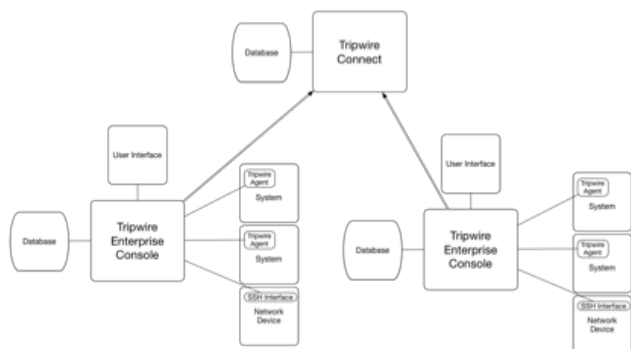 Database
Tripwire
Connect
User Interface
Tripwire
Agent
System
Database
Tripwire
Enterprise
Console
Tripwire
Agent
System
SSH Interface
Network
Device
User Interface
Tripwire
Agent
System
Database
Tripwire
Enterprise
Console
Tripwire
Agent
System
SSH Interface
Network
Device